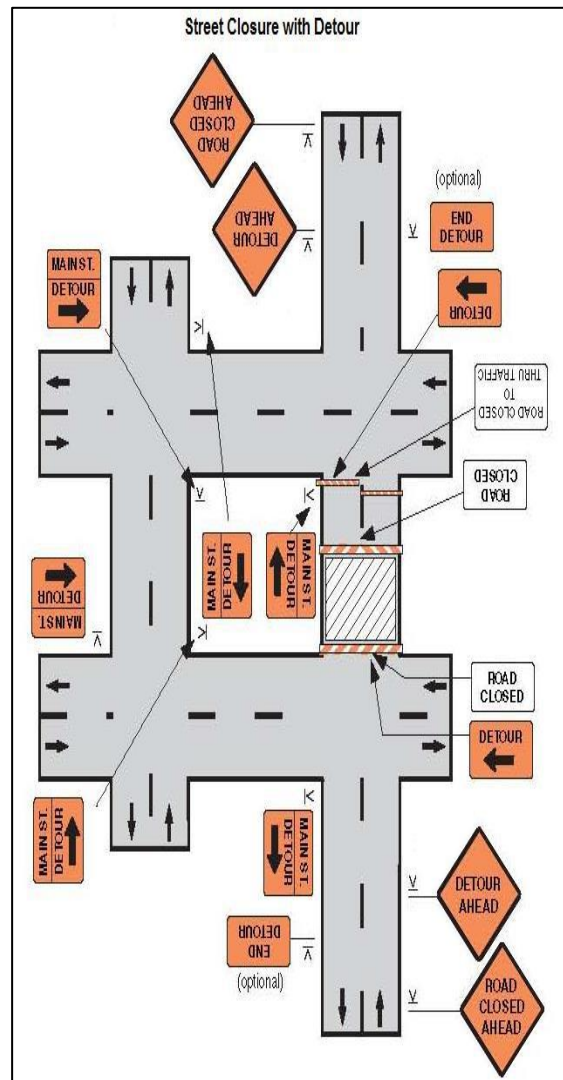 Street Closure with Detour
ROAD
CLOSED
AHEAD
DETOUR
AHEAD
(optional)
END
DETOUR
MAIN ST.
DETOUR
DETOUR
ROAD CLOSED
TO
THRU TRAFFIC
ROAD
CLOSED
MAIN ST.
DETOUR
MAIN ST.
DETOUR
MAIN ST.
DETOUR
ROAD
CLOSED
DETOUR
MAIN ST.
DETOUR
MAIN ST.
DETOUR
DETOUR
AHEAD
END
DETOUR
(optional)
ROAD
CLOSED
AHEAD